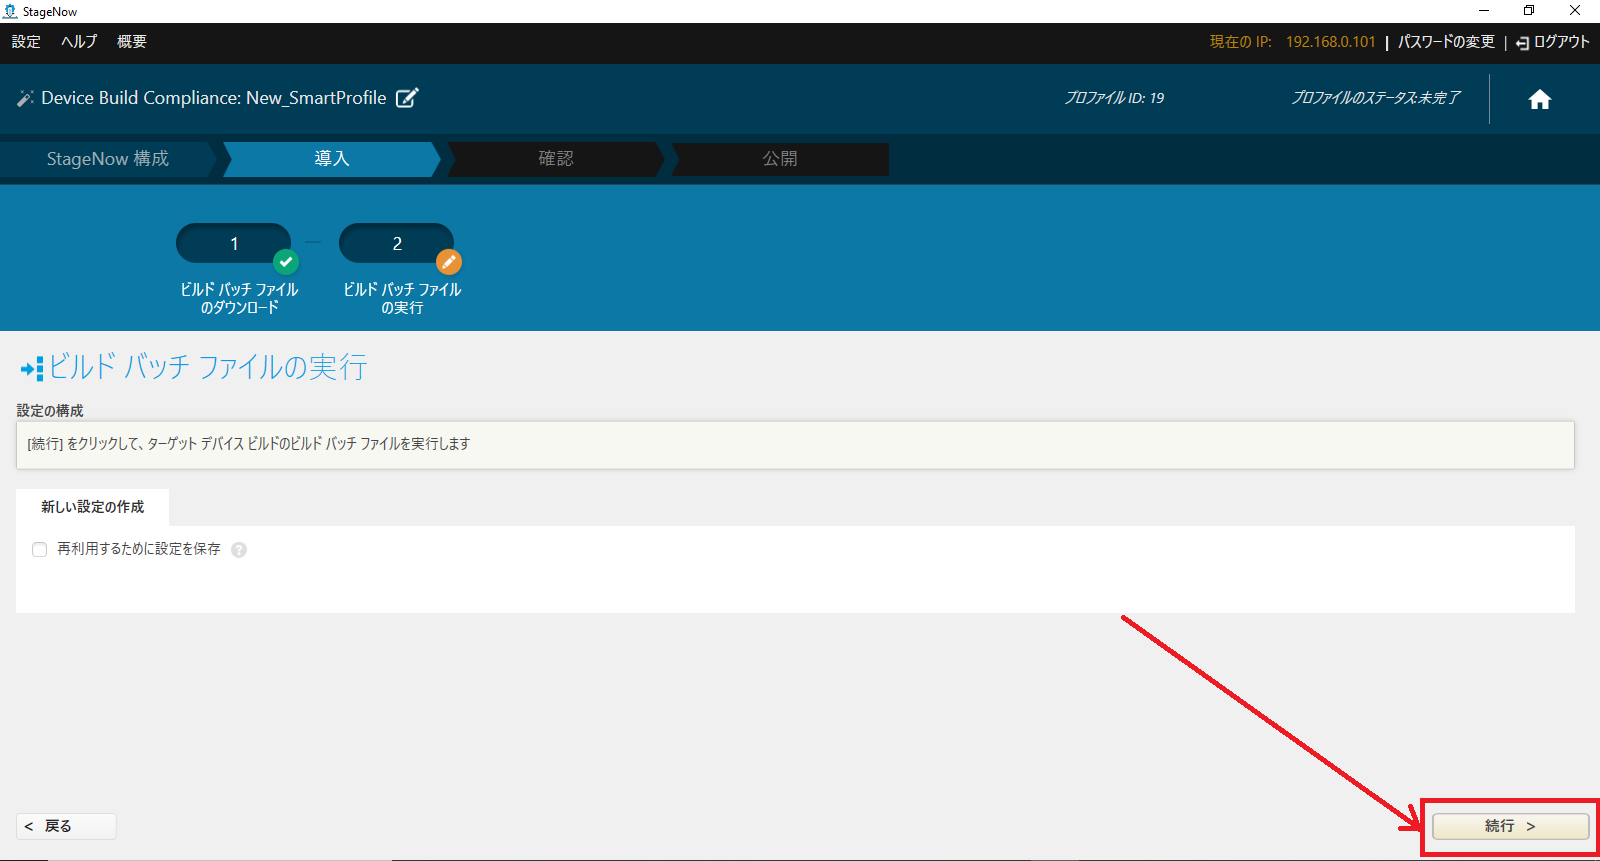 StageNow
設定 ヘルプ 概要 現在の IP: 192.168.0.101 | パスワードの変更 | ログアウト
Device Build Compliance: New_SmartProfile プロファイル ID: 19 プロファイルのステータス:未完了
StageNow 構成 導入 確認 公開
1 2
ビルド バッチ ファイル
のダウンロード
ビルド バッチ ファイル
の実行
ビルド バッチ ファイルの実行
設定の構成
[続行] をクリックして、ターゲット デバイス ビルドのビルド バッチ ファイルを実行します
新しい設定の作成
再利用するために設定を保存 ?
< 戻る 続行 >